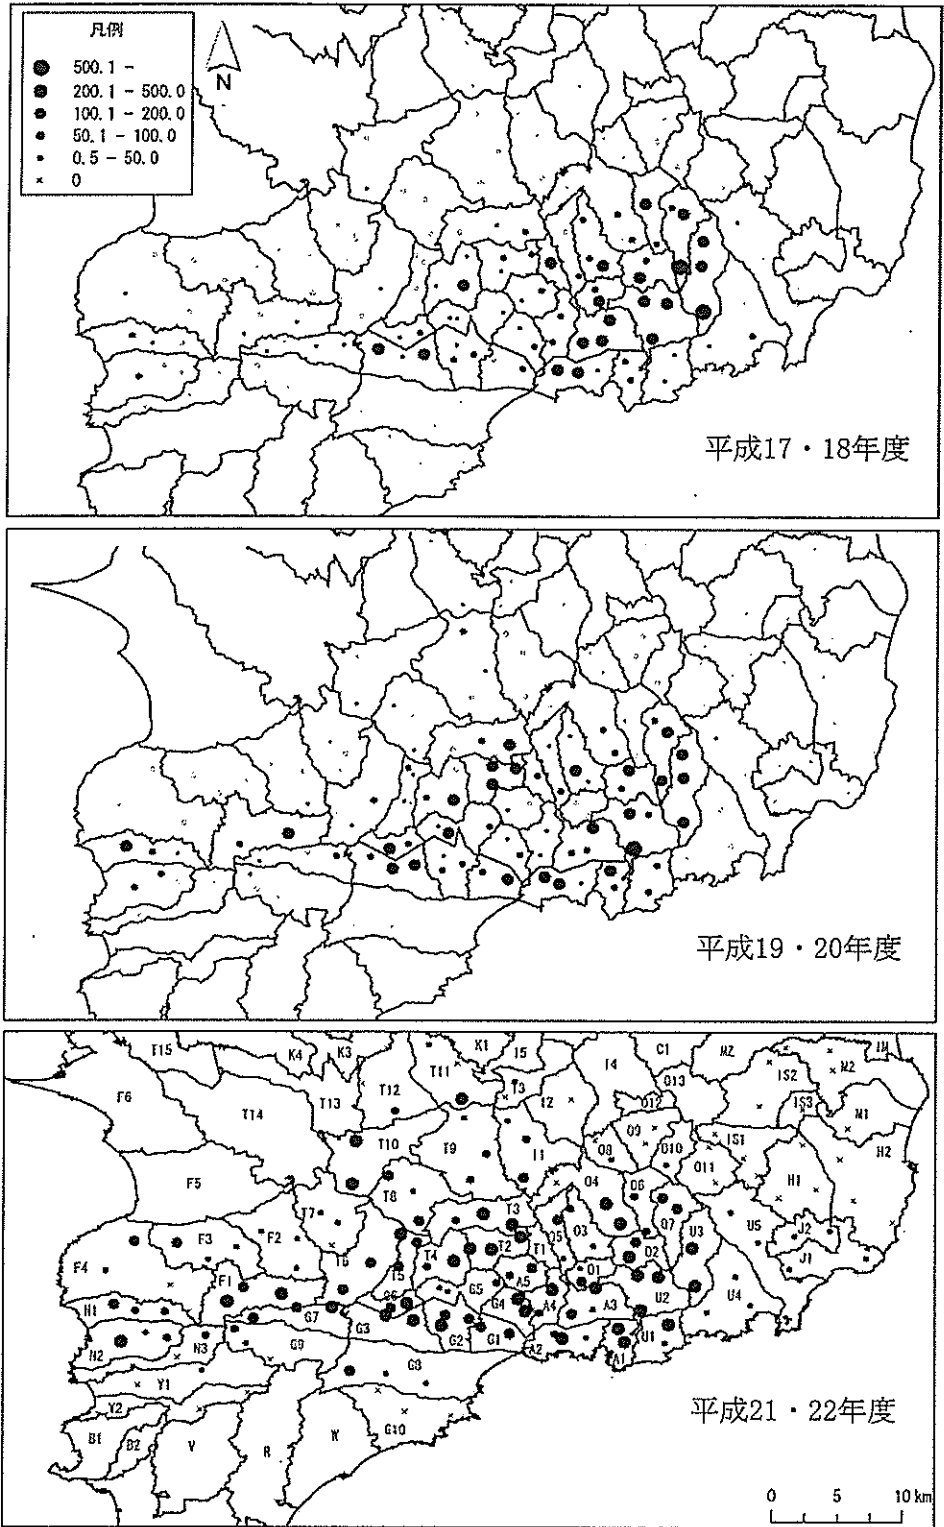 凡例
500.1 -
200.1 - 500.0
100.1 - 200.0
50.1 - 100.0
0.5 - 50.0
× 0
N
平成17・18年度
平成19・20年度
T15 K4 K3 K1 I5 I4 C1 M2
F6 T14 T13 T12 T11 I2 O12 O13 IS2 M2
IS3 M1
T10 T9 I1 O8 O9 O10 IS1 H2
F5 T8 O4 O6 O11 H1
T7 T3 O5 O3 O7 U3 U5 J2
F4 F3 F2 T6 T5 T4 T2 T1 O2 J1
F1 G5 A5 O1 U2 U4
H1 G7 G6 G4 A4 A3
N2 N3 G9 G3 G2 G1 A2 A1 U1
Y1 G8
Y2 G10
B1 B2 V R W
平成21・22年度
0 5 10 km